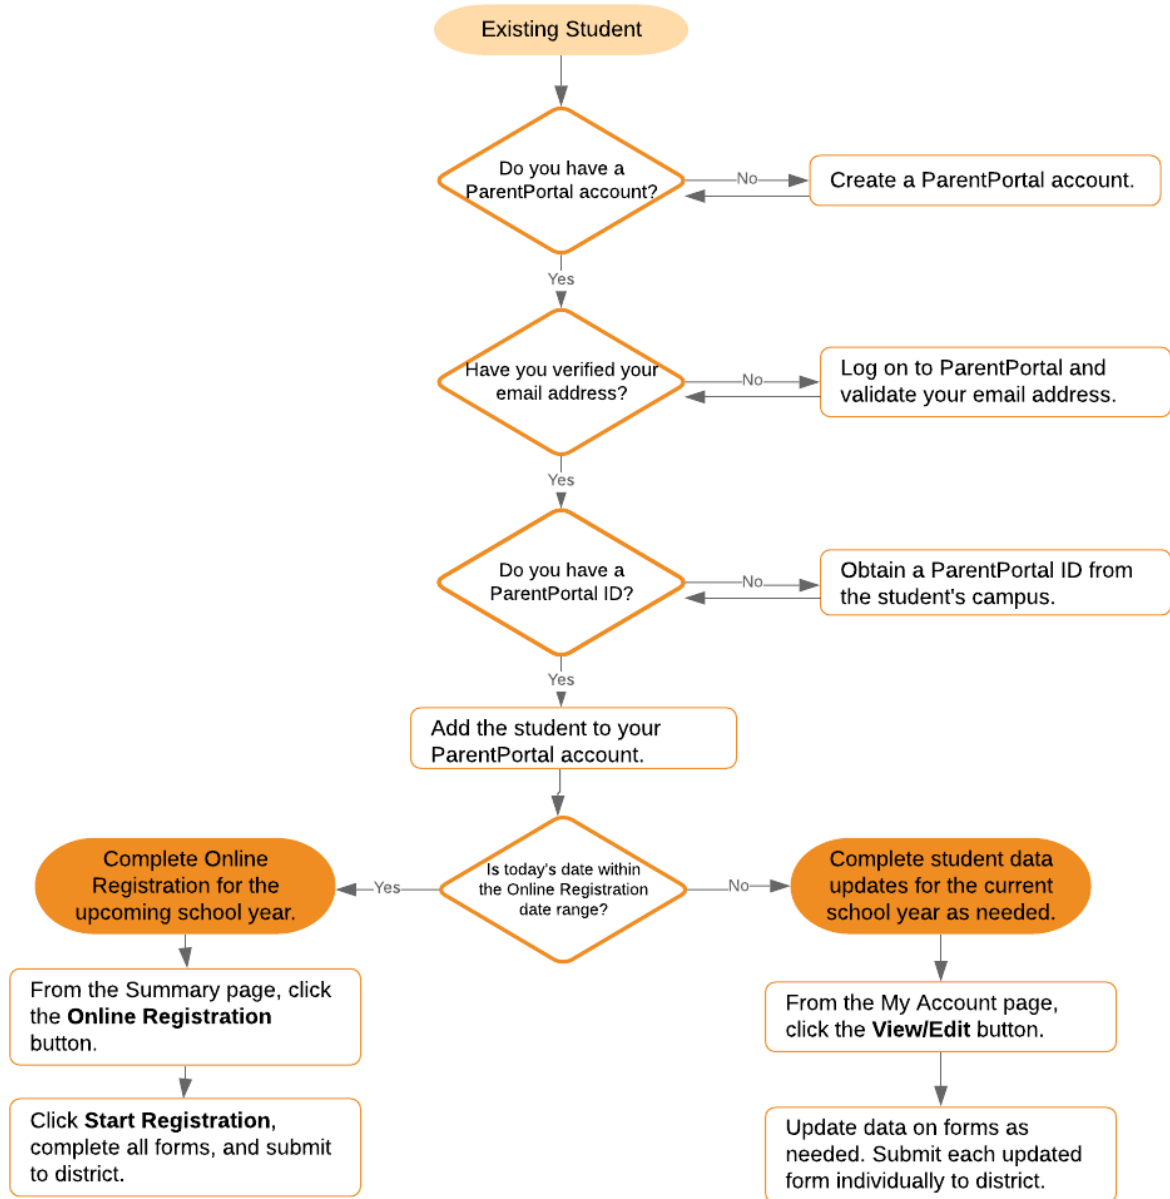 Existing Student
Do you have a
ParentPortal account?
No
Create a ParentPortal account.
Yes
Have you verified your
email address?
No
Log on to ParentPortal and
validate your email address.
Yes
Do you have a
ParentPortal ID?
No
Obtain a ParentPortal ID from
the student's campus.
Yes
Add the student to your
ParentPortal account.
Is today's date within
the Online Registration
date range?
Yes
Complete Online
Registration for the
upcoming school year.
From the Summary page, click
the Online Registration
button.
Click Start Registration,
complete all forms, and submit
to district.
No
Complete student data
updates for the current
school year as needed.
From the My Account page,
click the View/Edit button.
Update data on forms as
needed. Submit each updated
form individually to district.